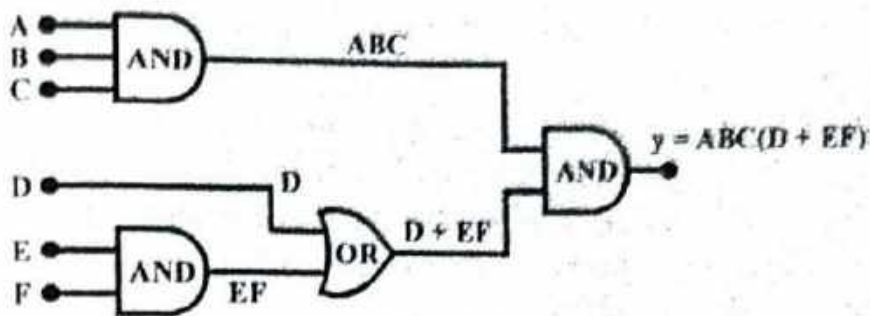 A
B
C
AND
ABC
D
D
E
F
AND
EF
OR
D + EF
AND
y = ABC(D + EF)